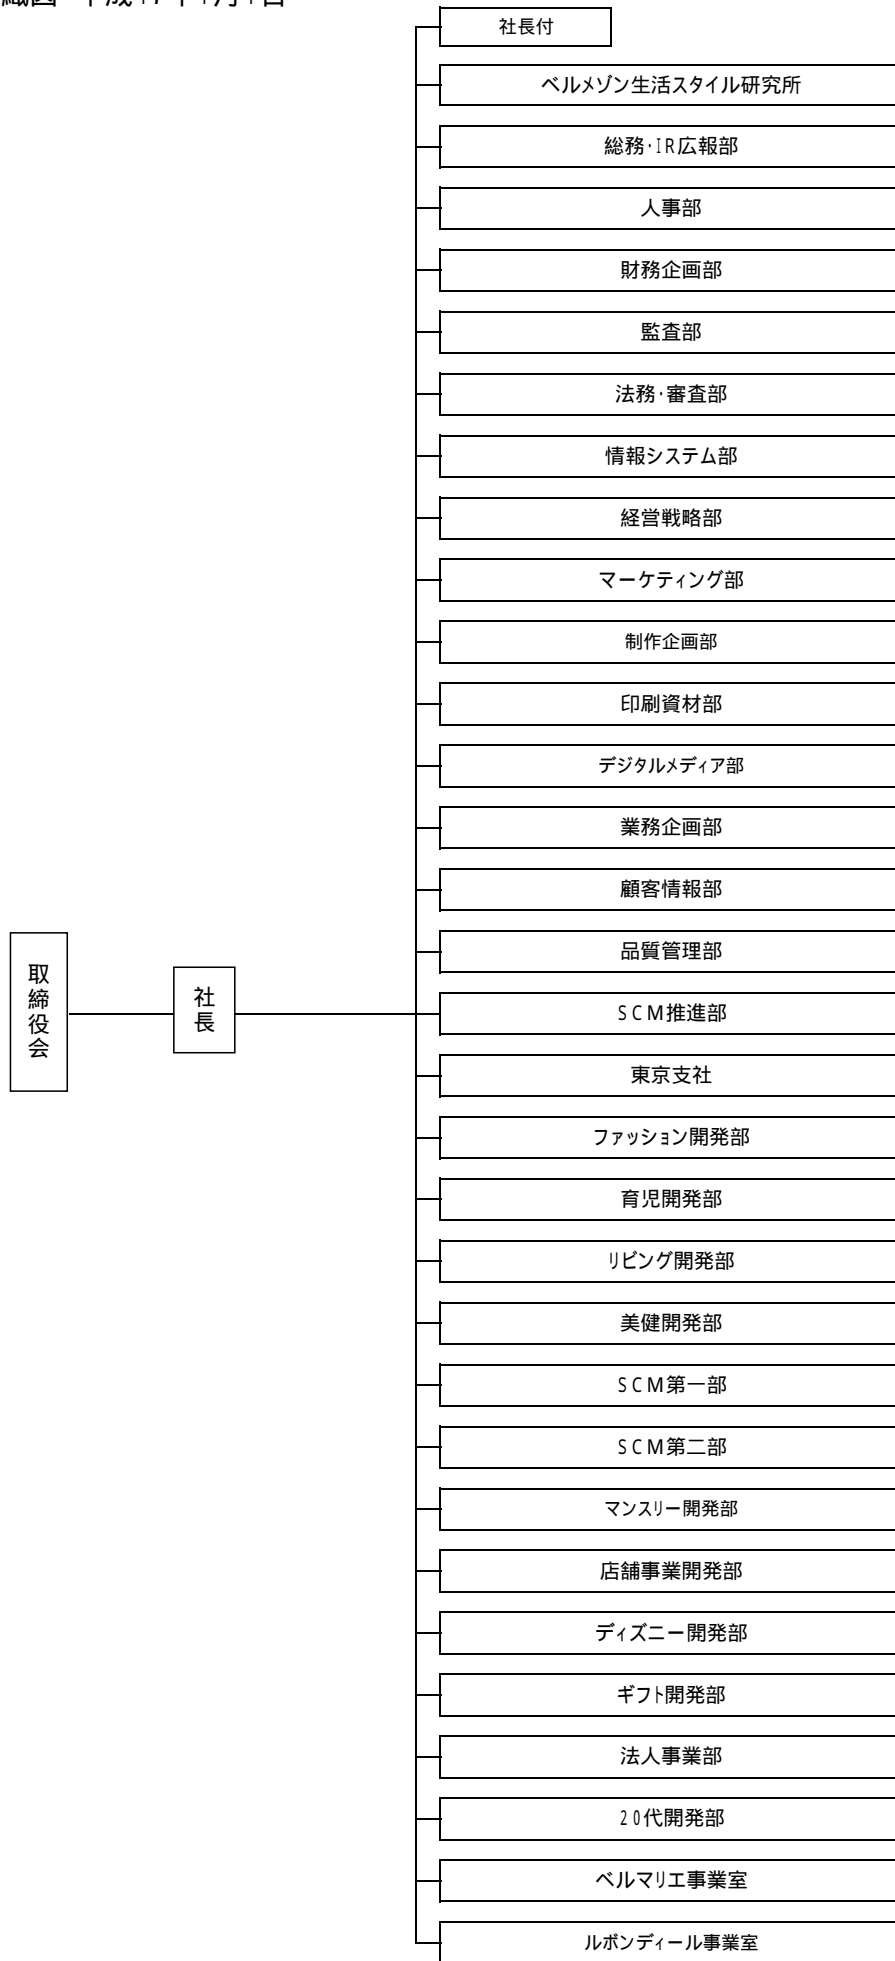 社長付
ベルメゾン生活スタイル研究所
総務・IR広報部
人事部
財務企画部
監査部
法務・審査部
情報システム部
経営戦略部
マーケティング部
制作企画部
印刷資材部
デジタルメディア部
業務企画部
顧客情報部
品質管理部
取締役会
社長
SCM推進部
東京支社
ファッション開発部
育児開発部
リビング開発部
美健開発部
SCM第一部
SCM第二部
マンスリー開発部
店舗事業開発部
ディズニー開発部
ギフト開発部
法人事業部
20代開発部
ベルマリエ事業室
ルボンディール事業室